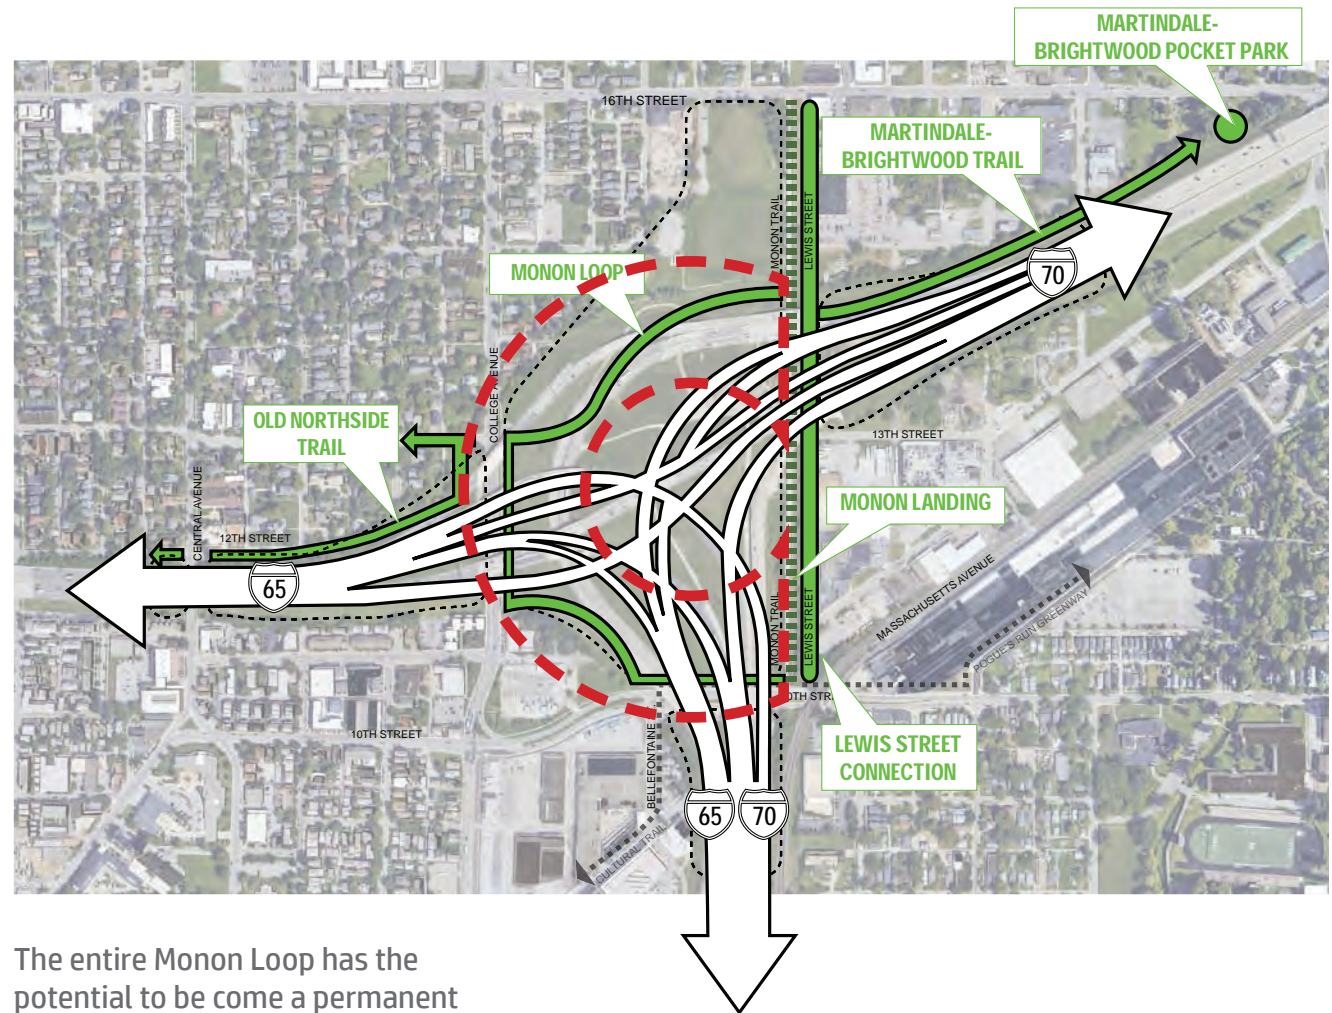 MARTINDALE-
BRIGHTWOOD POCKET PARK
16TH STREET
MARTINDALE-
BRIGHTWOOD TRAIL
MONON TRAIL
LEWIS STREET
MONON LOOP
70
COLLEGE AVENUE
OLD NORTHSIDE
TRAIL
13TH STREET
MONON LANDING
CENTRAL AVENUE
12TH STREET
65
MASSACHUSETTS AVENUE
POGUE'S RUN GREENWAY
MONON TRAIL
LEWIS STREET
0TH STR
10TH STREET
BELLEFONTAINE
LEWIS STREET
CONNECTION
65
70
CULTURAL TRAIL
The entire Monon Loop has the
potential to be come a permanent